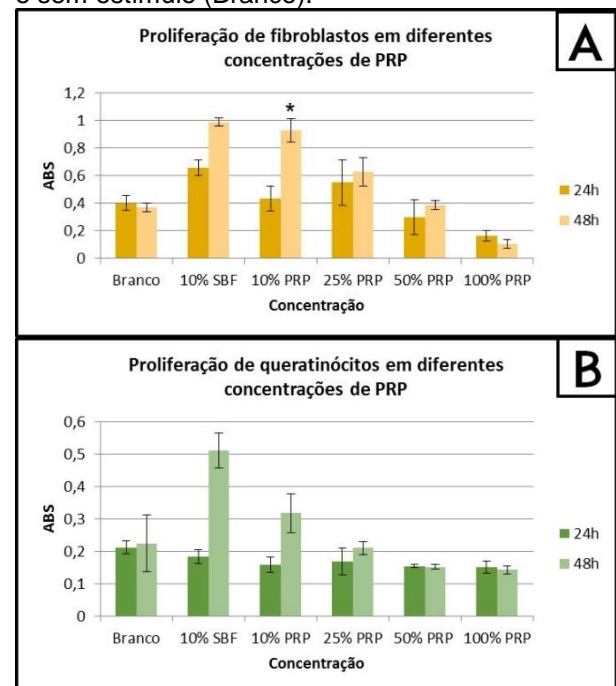 e sem estímulo (Branco).
A
Proliferação de fibroblastos em diferentes
concentrações de PRP
1,2
1
0,8
0,6
0,4
0,2
0
ABS
*
Branco 10% SBF 10% PRP 25% PRP 50% PRP 100% PRP
Concentração
24h
48h
B
Proliferação de queratinócitos em diferentes
concentrações de PRP
0,6
0,5
0,4
0,3
0,2
0,1
0
ABS
Branco 10% SBF 10% PRP 25% PRP 50% PRP 100% PRP
Concentração
24h
48h